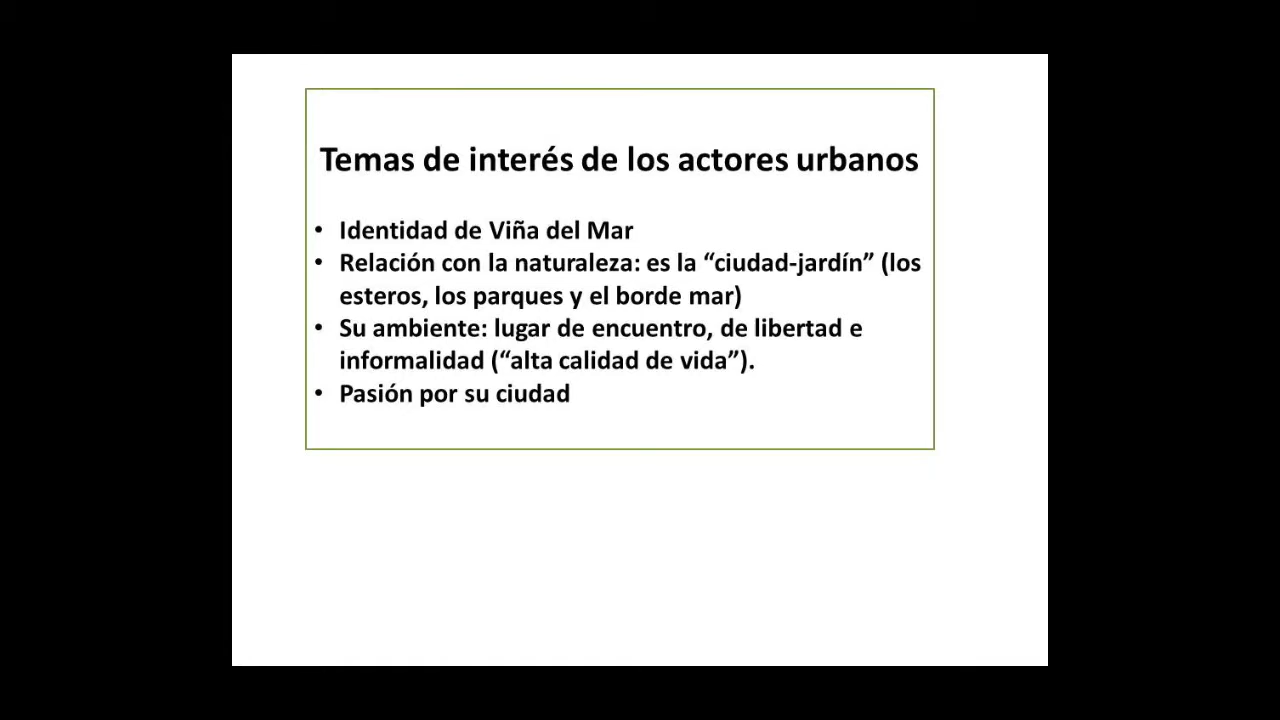 Temas de interés de los actores urbanos
• Identidad de Viña del Mar
• Relación con la naturaleza: es la “ciudad-jardín” (los
esteros, los parques y el borde mar)
• Su ambiente: lugar de encuentro, de libertad e
informalidad (“alta calidad de vida”).
• Pasión por su ciudad